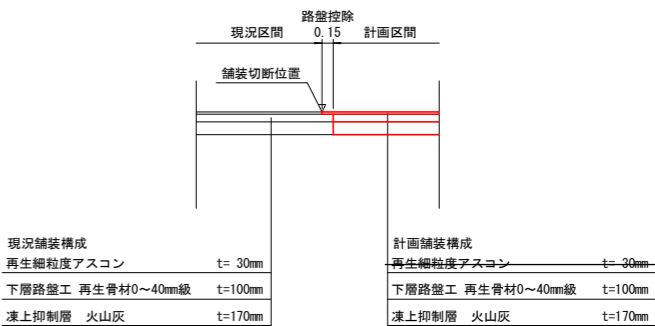 路盤控除
現況区間 0.15 計画区間
舗装切断位置
現況舗装構成
再生細粒度アスコン t= 30mm
下層路盤工 再生骨材0～40mm級 t=100mm
凍上抑制層 火山灰 t=170mm
計画舗装構成
再生細粒度アスコン t= 30mm
下層路盤工 再生骨材0～40mm級 t=100mm
凍上抑制層 火山灰 t=170mm